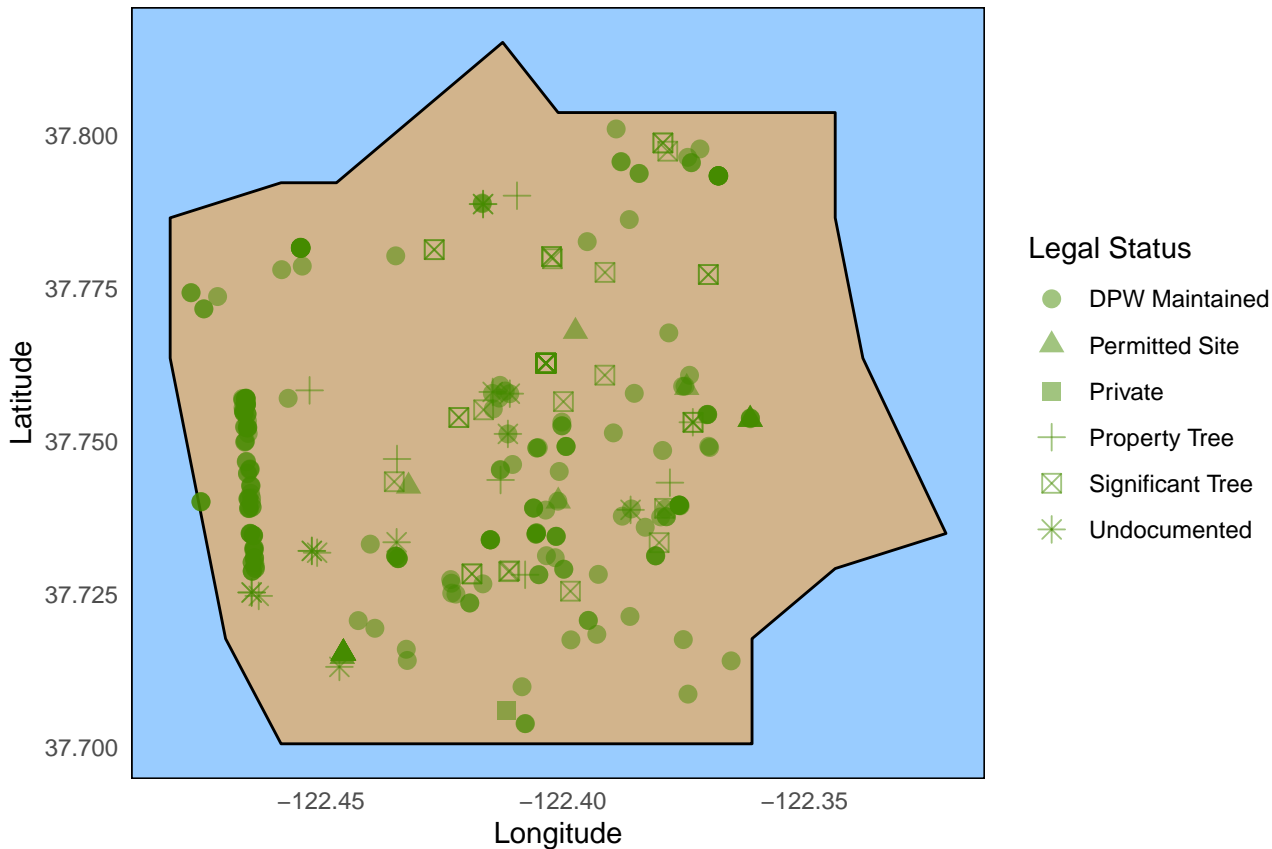 37.800
37.775
37.750
37.725
37.700
Latitude
−122.45
−122.40
−122.35
Longitude
Legal Status
DPW Maintained
Permitted Site
Private
Property Tree
Significant Tree
Undocumented